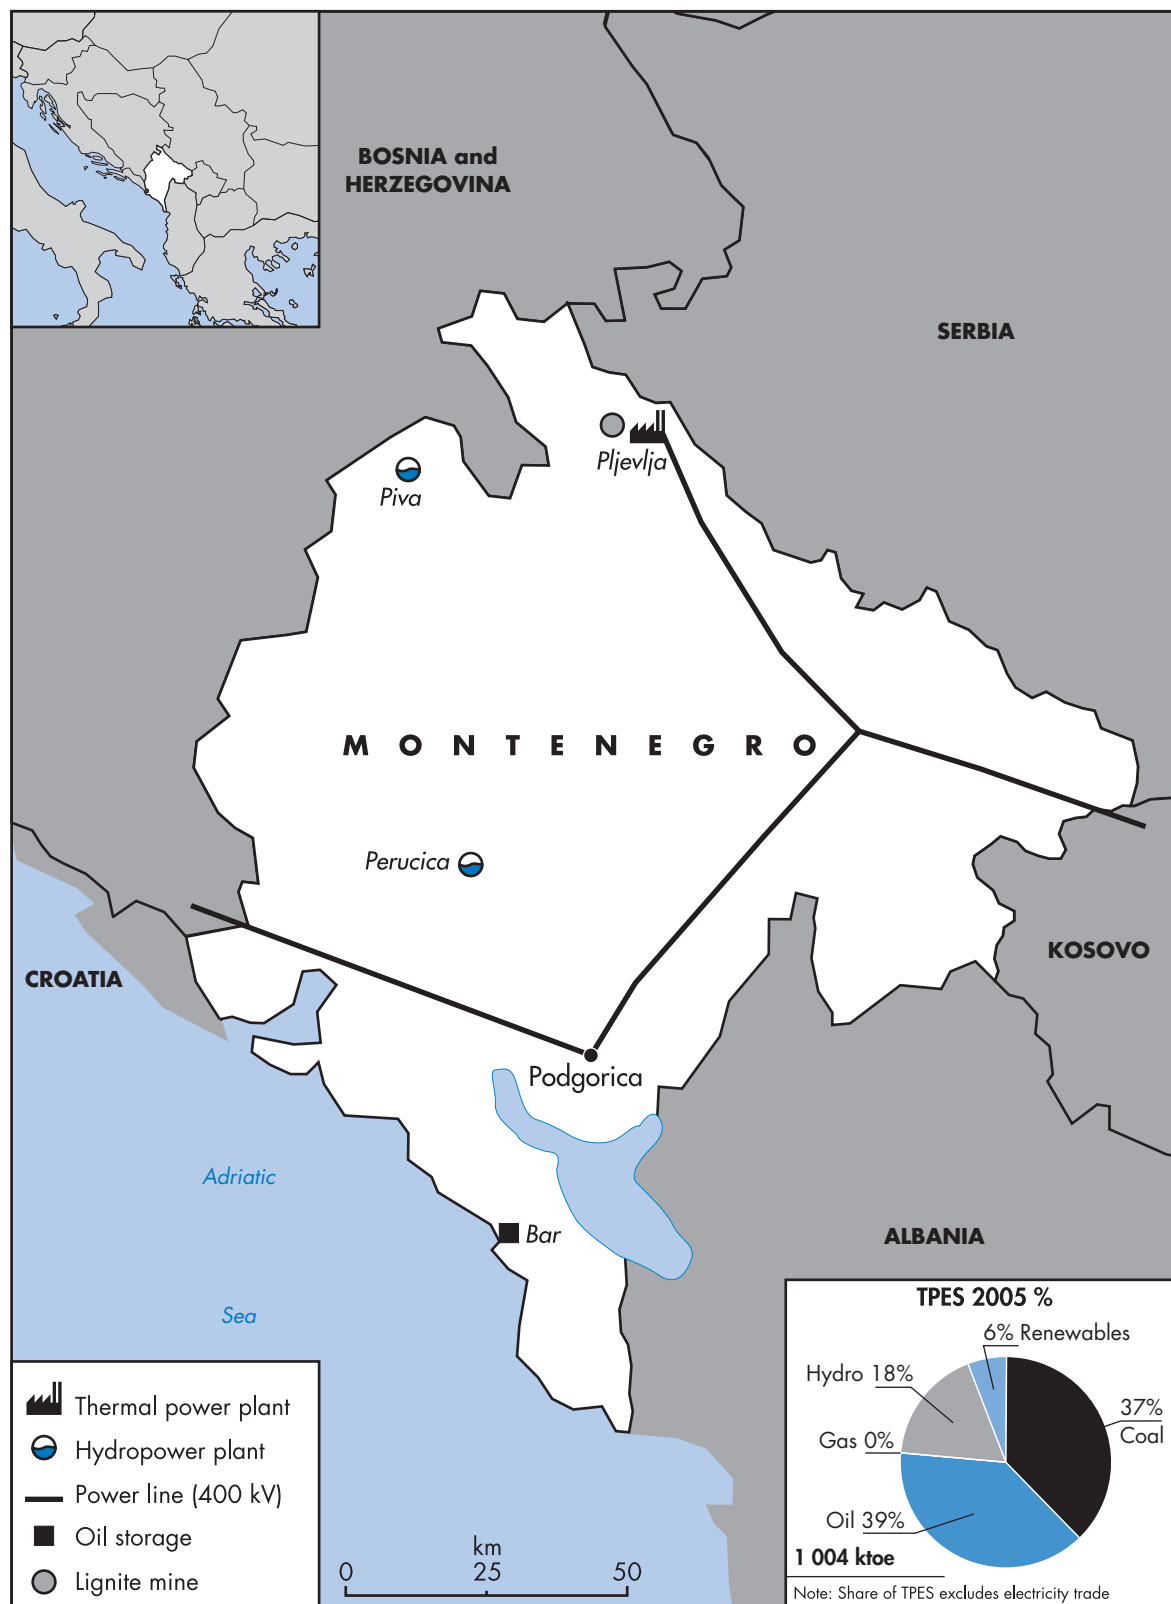 BOSNIA and
HERZEGOVINA
SERBIA
Pljevlja
Piva
MONTENEGRO
Perucica
CROATIA
KOSOVO
Podgorica
Adriatic
Bar
ALBANIA
Sea
TPES 2005 %
6% Renewables
Hydro 18%
37%
Coal
Gas 0%
Oil 39%
1 004 ktoe
Note: Share of TPES excludes electricity trade
Thermal power plant
Hydropower plant
Power line (400 kV)
Oil storage
Lignite mine
km
0 25 50